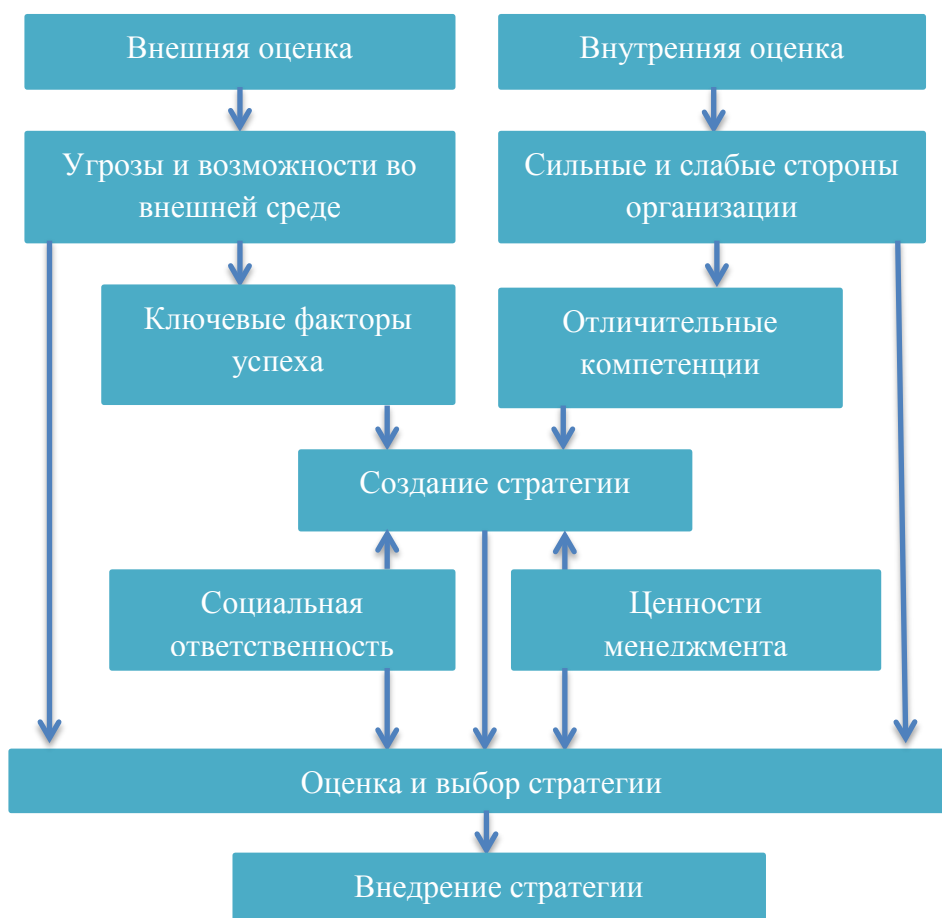 Внешняя оценка
Внутренняя оценка
Угрозы и возможности во
внешней среде
Сильные и слабые стороны
организации
Ключевые факторы
успеха
Отличительные
компетенции
Создание стратегии
Социальная
ответственность
Ценности
менеджмента
Оценка и выбор стратегии
Внедрение стратегии